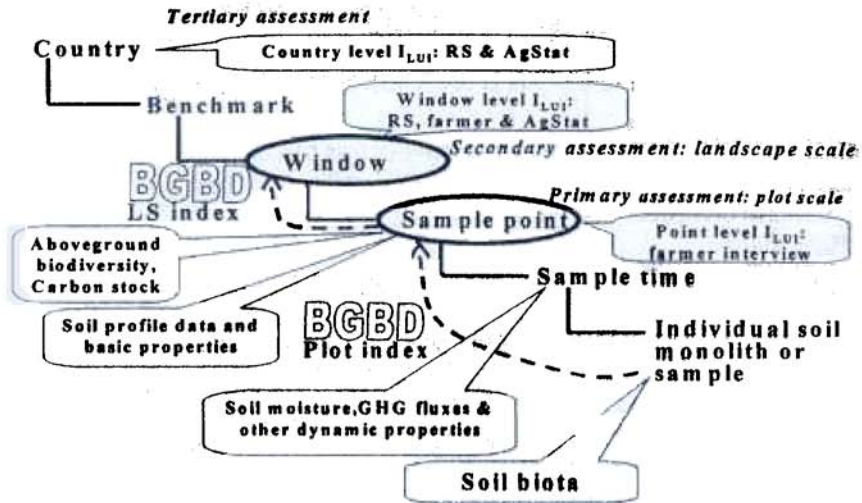 Tertiary assessment
Country
Country level I_LUI: RS & AgStat
Benchmark
Window level I_LUI:
RS, farmer & AgStat
Window
Secondary assessment: landscape scale
BGBD
LS index
Primary assessment: plot scale
Sample point
Point level I_LUI:
farmer interview
Aboveground
biodiversity,
Carbon stock
Sample time
Soil profile data and
basic properties
BGBD
Plot index
Individual soil
monolith or
sample
Soil moisture,GHG fluxes &
other dynamic properties
Soil biota